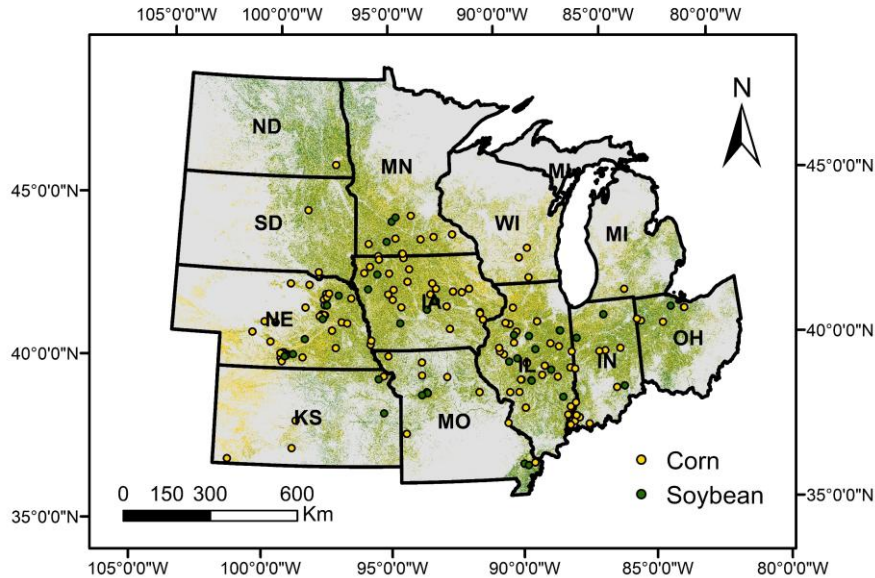 105°0'0"W 100°0'0"W 95°0'0"W 90°0'0"W 85°0'0"W 80°0'0"W
N
ND
MN
MI
45°0'0"N 45°0'0"N
SD
WI
MI
NE
IA
OH
40°0'0"N 40°0'0"N
IL
IN
KS
MO
Corn
Soybean
0 150 300 600
Km
35°0'0"N 35°0'0"N
105°0'0"W 100°0'0"W 95°0'0"W 90°0'0"W 85°0'0"W 80°0'0"W